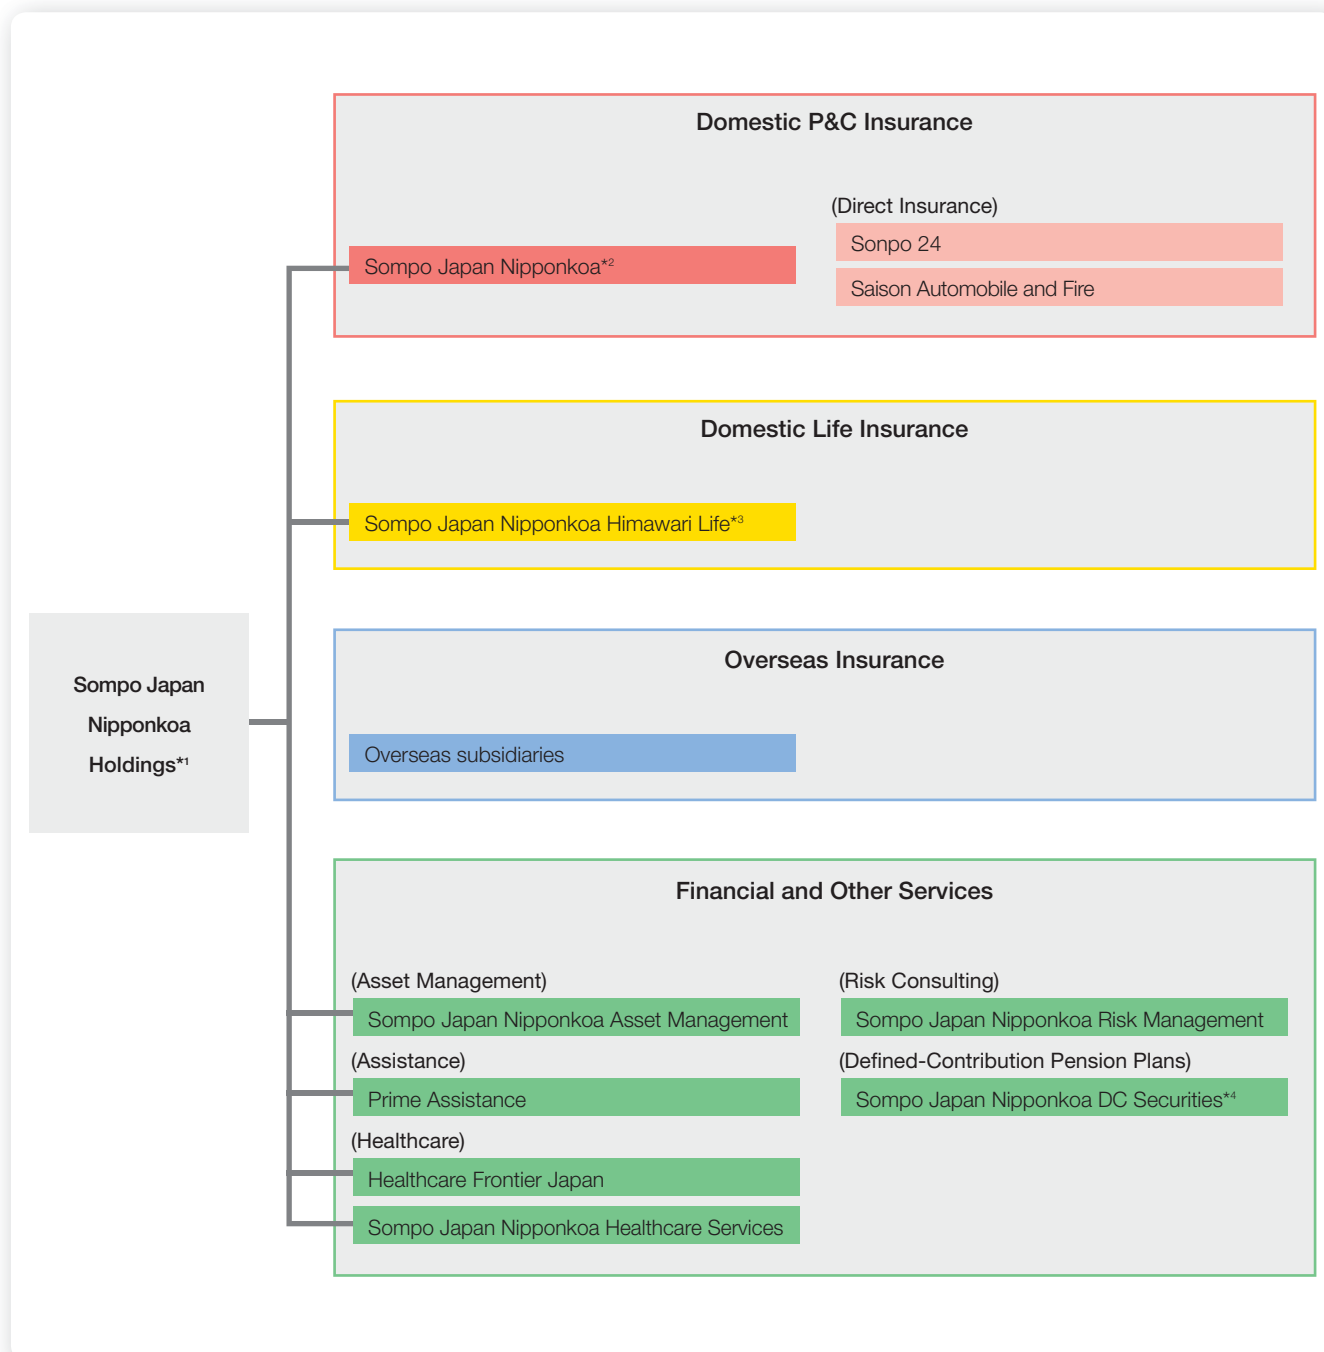 Domestic P&C Insurance
(Direct Insurance)
Sompo Japan Nipponkoa*2
Sonpo 24
Saison Automobile and Fire
Domestic Life Insurance
Sompo Japan Nipponkoa Himawari Life*3
Sompo Japan
Nipponkoa
Holdings*1
Overseas Insurance
Overseas subsidiaries
Financial and Other Services
(Asset Management)
Sompo Japan Nipponkoa Asset Management
(Assistance)
Prime Assistance
(Healthcare)
Healthcare Frontier Japan
Sompo Japan Nipponkoa Healthcare Services
(Risk Consulting)
Sompo Japan Nipponkoa Risk Management
(Defined-Contribution Pension Plans)
Sompo Japan Nipponkoa DC Securities*4